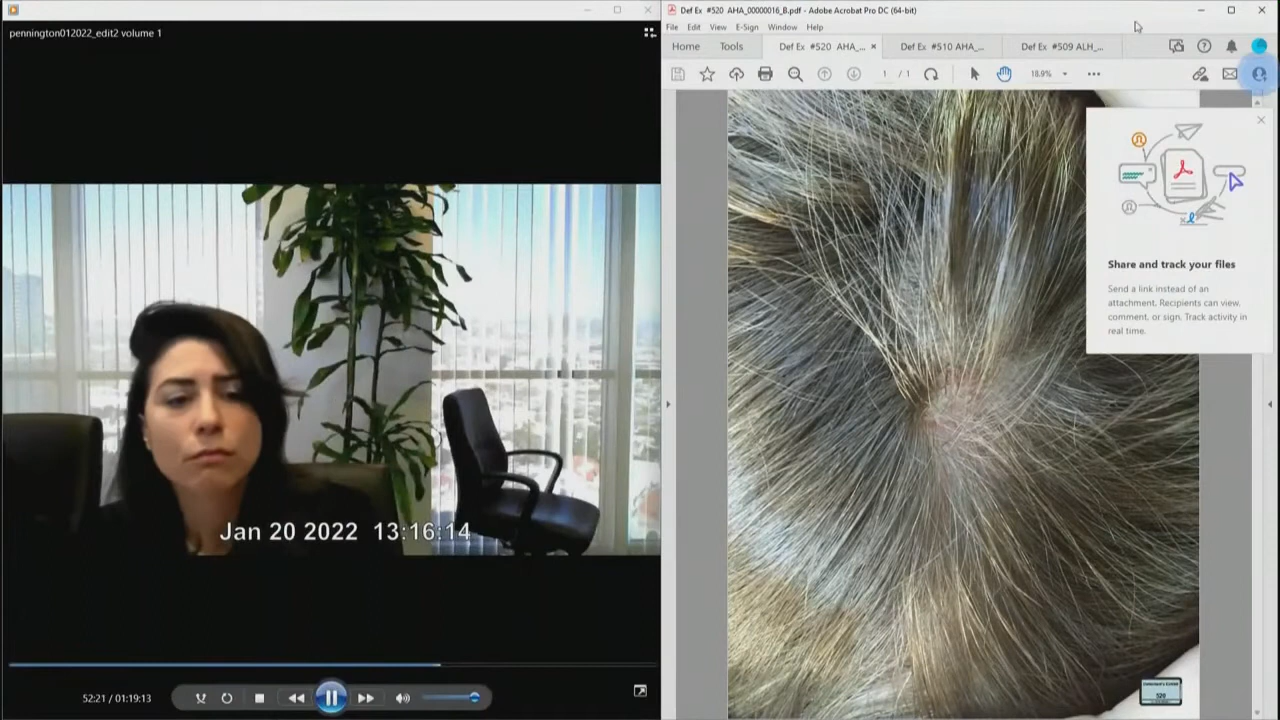 pennington012022_edit2 volume 1
Jan 20 2022 13:16:14
52:21 / 01:19:13
Def Ex #520 AHA_00000016_B.pdf - Adobe Acrobat Pro DC (64-bit)
File Edit View E-Sign Window Help
Home Tools Def Ex #520 AHA_... × Def Ex #510 AHA_... Def Ex #509 ALH_...
1 / 1 18.9%
Share and track your files
Send a link instead of an
attachment. Recipients can view,
comment, or sign. Track activity in
real time.
520